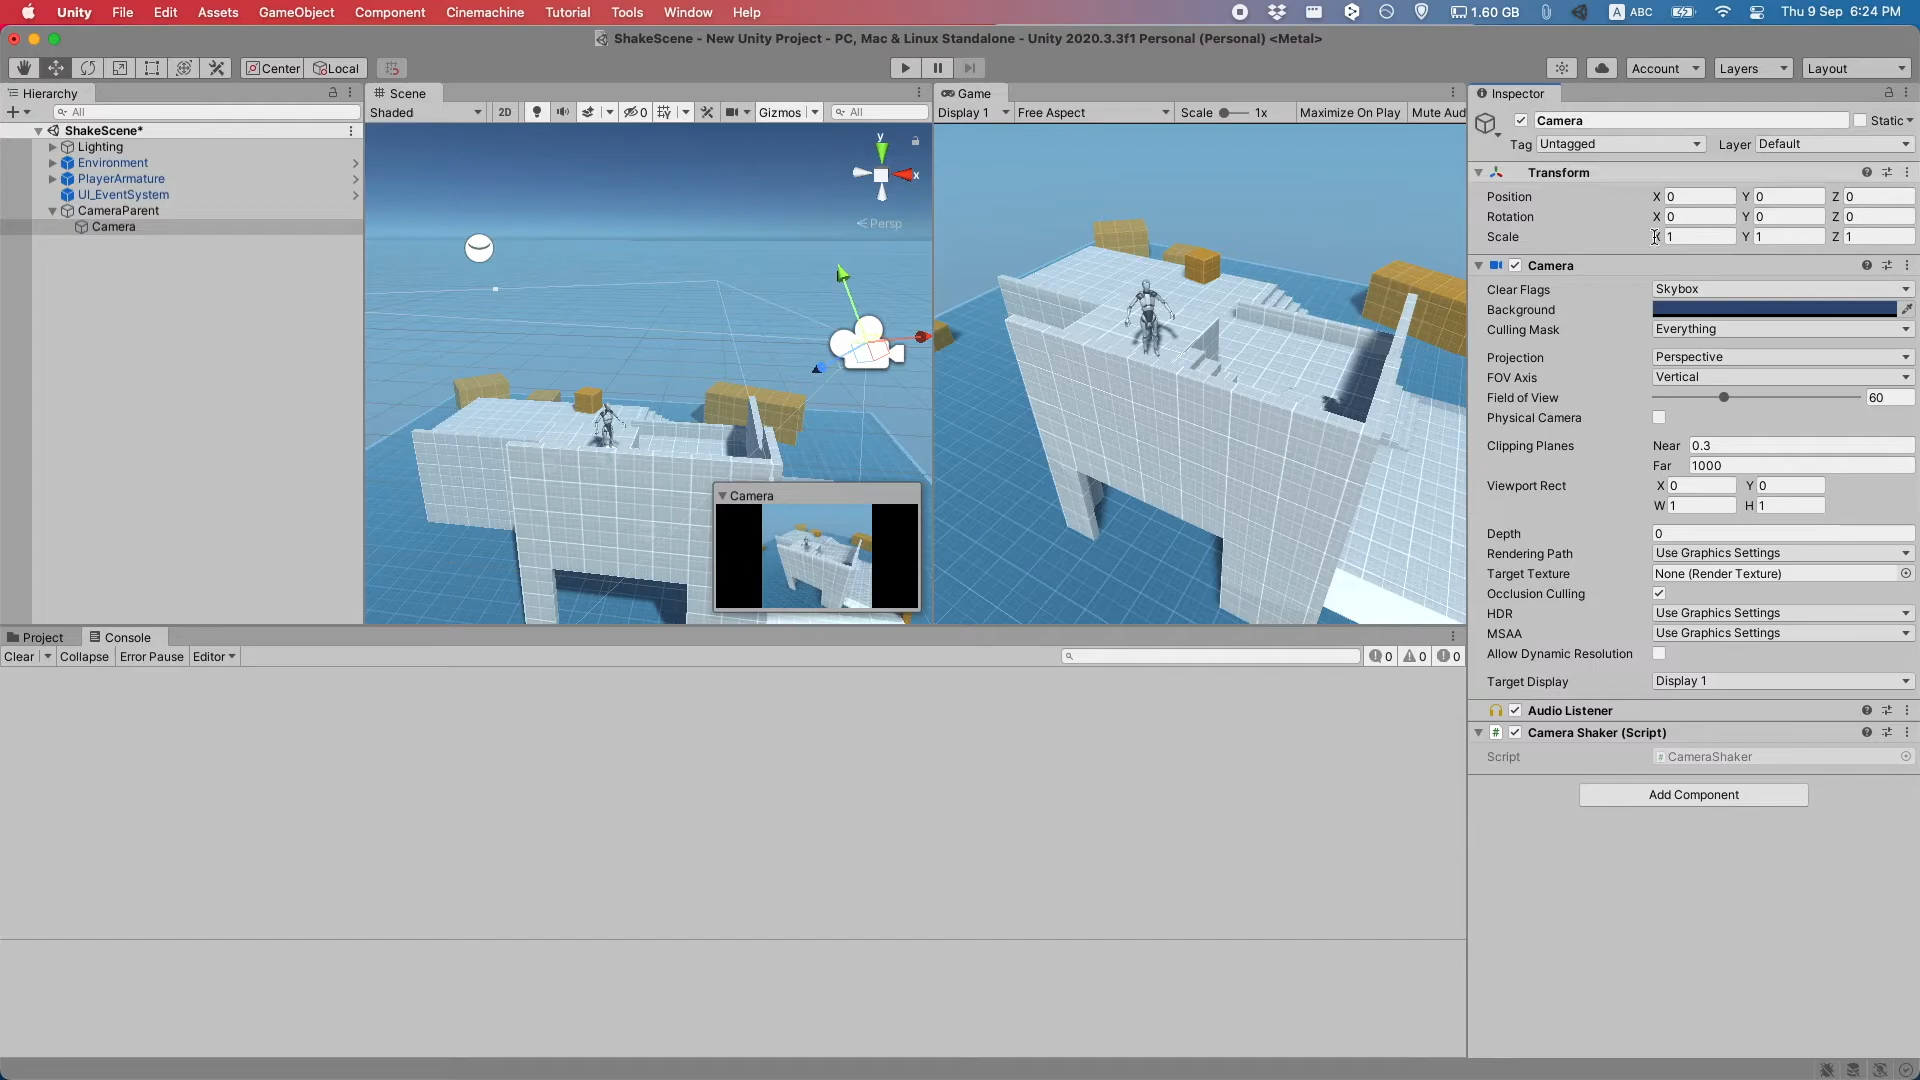 Unity File Edit Assets GameObject Component Cinemachine Tutorial Tools Window Help 1.60 GB A ABC Thu 9 Sep 6:24 PM
ShakeScene - New Unity Project - PC, Mac & Linux Standalone - Unity 2020.3.3f1 Personal (Personal) <Metal>
Center Local Account Layers Layout
Hierarchy
All
ShakeScene*
Lighting
Environment
PlayerArmature
UI_EventSystem
CameraParent
Camera
Scene
Shaded 2D 0 Gizmos All
y
x
Persp
Camera
Game
Display 1 Free Aspect Scale 1x Maximize On Play Mute Aud
Inspector
Camera Static
Tag Untagged Layer Default
Transform
Position X 0 Y 0 Z 0
Rotation X 0 Y 0 Z 0
Scale X 1 Y 1 Z 1
Camera
Clear Flags Skybox
Background
Culling Mask Everything
Projection Perspective
FOV Axis Vertical
Field of View 60
Physical Camera
Clipping Planes Near 0.3
Far 1000
Viewport Rect X 0 Y 0
W 1 H 1
Depth 0
Rendering Path Use Graphics Settings
Target Texture None (Render Texture)
Occlusion Culling
HDR Use Graphics Settings
MSAA Use Graphics Settings
Allow Dynamic Resolution
Target Display Display 1
Audio Listener
# Camera Shaker (Script)
Script # CameraShaker
Add Component
Project Console
Clear Collapse Error Pause Editor 0 0 0